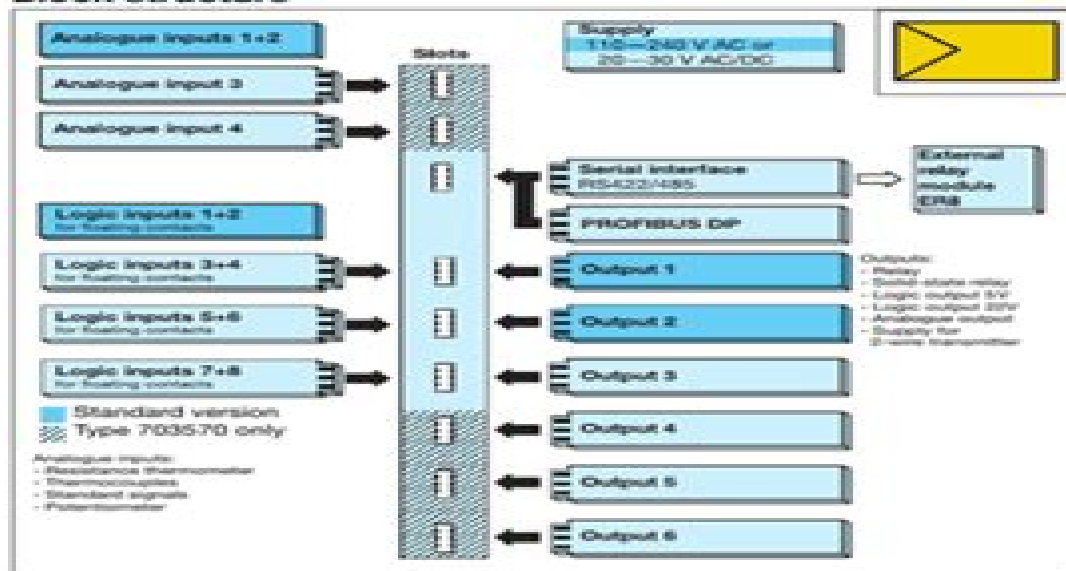 Block structure
Analogue inputs 1+2
Analogue input 3
Analogue input 4
Logic inputs 1+2
for floating contacts
Logic inputs 3+4
for floating contacts
Logic inputs 5+6
for floating contacts
Logic inputs 7+8
for floating contacts
Standard version
Type 703570 only
Analogue inputs:
- Resistance thermometer
- Thermocouples
- Standard signals
- Potentiometer
Slots
Supply
110—240 V AC or
20—30 V AC/DC
Serial interface
RS422/485
PROFIBUS DP
Output 1
Output 2
Output 3
Output 4
Output 5
Output 6
External
relay
module
ER8
Outputs:
- Relay
- Solid-state relay
- Logic output 5V
- Logic output 22V
- Analogue output
- Supply for
2-wire transmitter